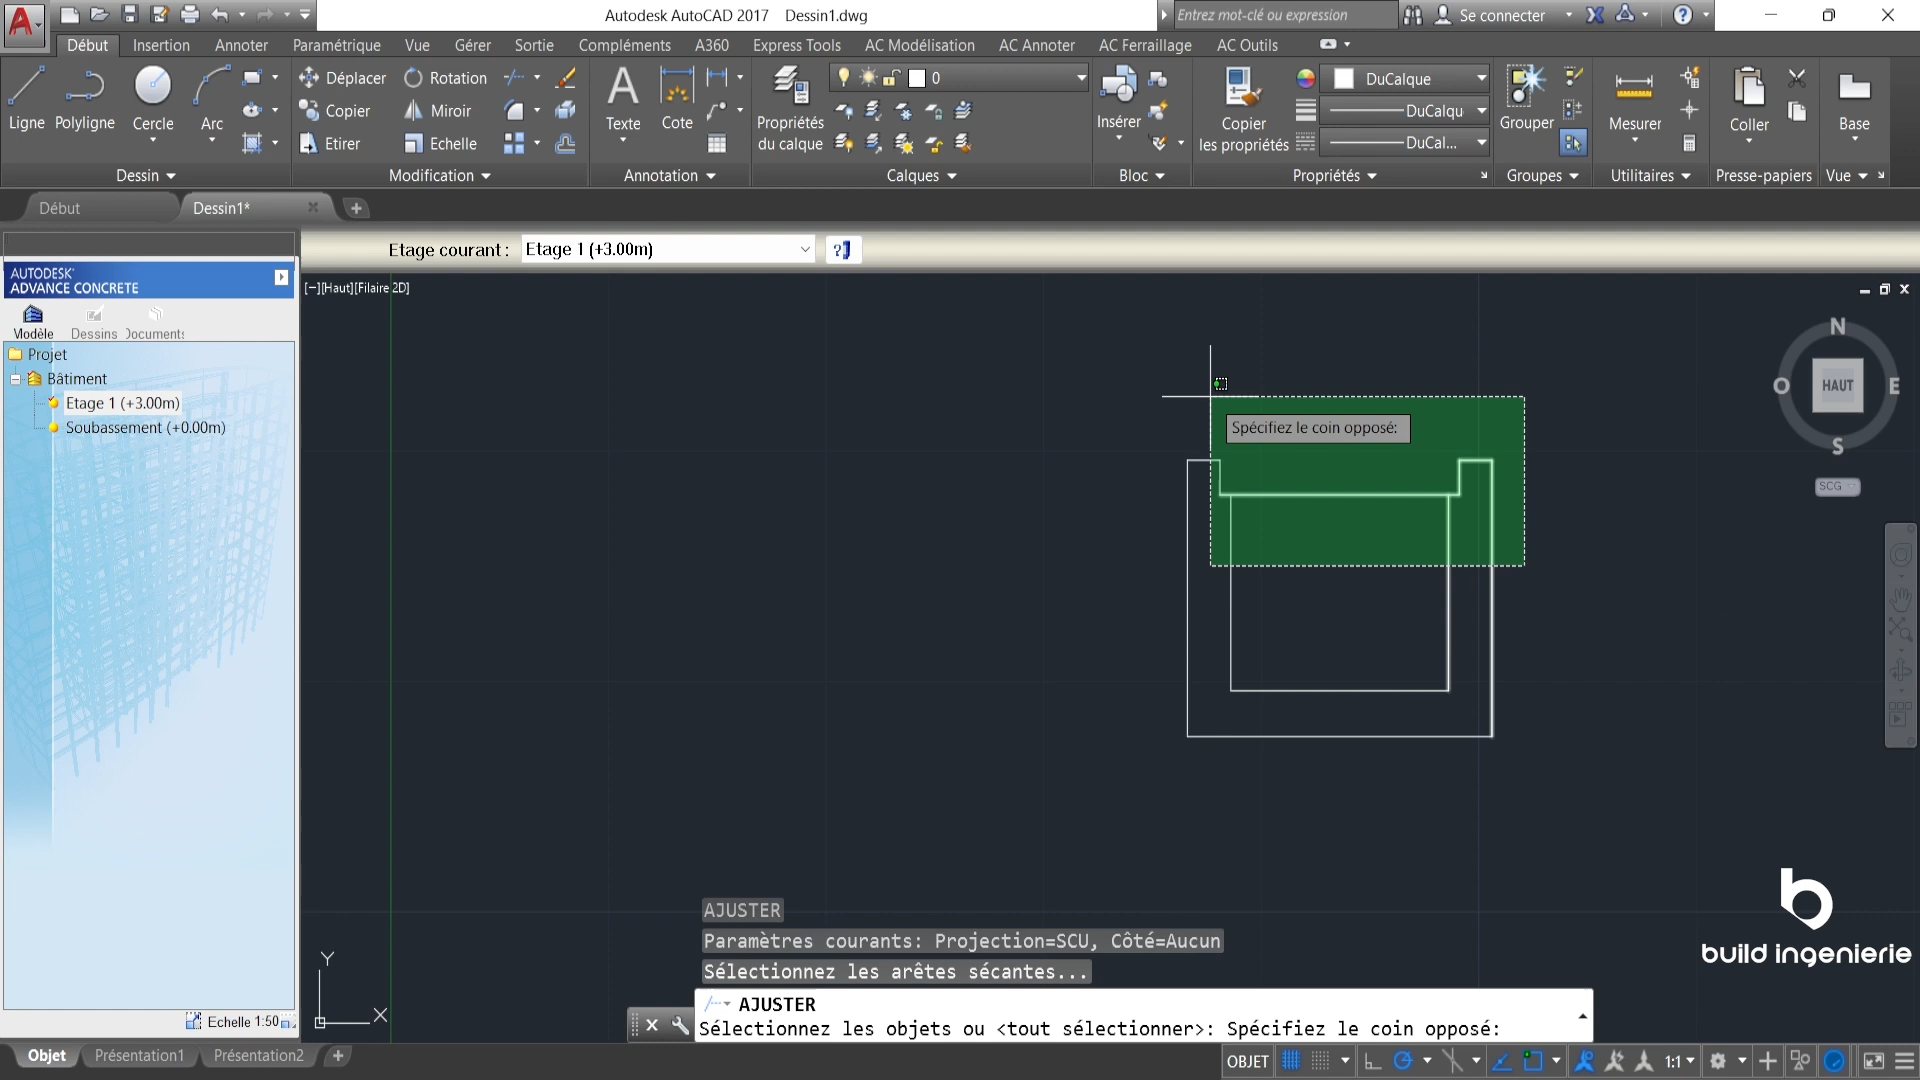 Autodesk AutoCAD 2017 Dessin1.dwg
Entrez mot-clé ou expression
Se connecter
Début Insertion Annoter Paramétrique Vue Gérer Sortie Compléments A360 Express Tools AC Modélisation AC Annoter AC Ferraillage AC Outils
Ligne Polyligne Cercle Arc
Déplacer Rotation
Copier Miroir
Etirer Echelle
Texte Cote
Propriétés
du calque
0
Insérer
Copier
les propriétés
DuCalque
DuCalqu
DuCal...
Grouper
Mesurer
Coller
Base
Dessin Modification Annotation Calques Bloc Propriétés Groupes Utilitaires Presse-papiers Vue
Début Dessin1*
Etage courant : Etage 1 (+3.00m)
AUTODESK®
ADVANCE CONCRETE
Modèle Dessins Documents
Projet
Bâtiment
Etage 1 (+3.00m)
Soubassement (+0.00m)
Echelle 1:50
[−][Haut][Filaire 2D]
N
O HAUT E
S
SCG
Spécifiez le coin opposé:
Y
X
AJUSTER
Paramètres courants: Projection=SCU, Côté=Aucun
Sélectionnez les arêtes sécantes...
AJUSTER
Sélectionnez les objets ou <tout sélectionner>: Spécifiez le coin opposé:
b
build ingenierie
Objet Présentation1 Présentation2
OBJET 1:1